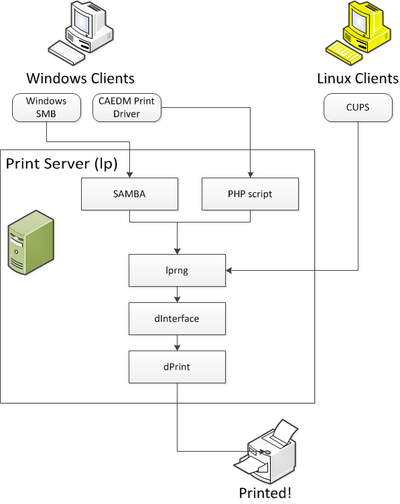 Windows Clients
Linux Clients
Windows
SMB
CAEDM Print
Driver
CUPS
Print Server (lp)
SAMBA
PHP script
lprng
dInterface
dPrint
Printed!